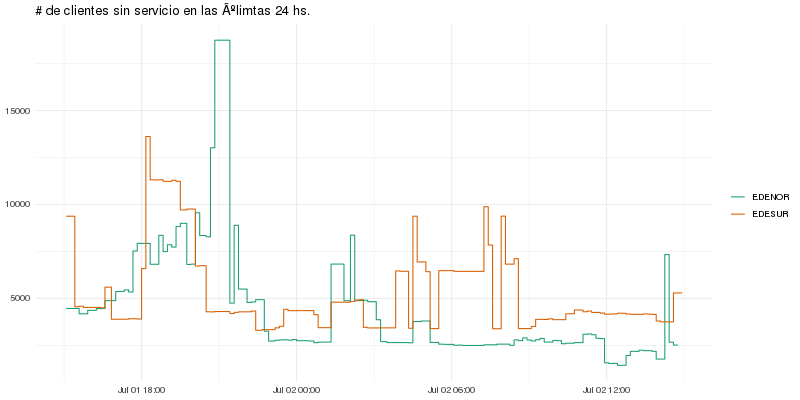 # de clientes sin servicio en las Ãºlimtas 24 hs.
15000
10000
5000
Jul 01 18:00
Jul 02 00:00
Jul 02 06:00
Jul 02 12:00
EDENOR
EDESUR